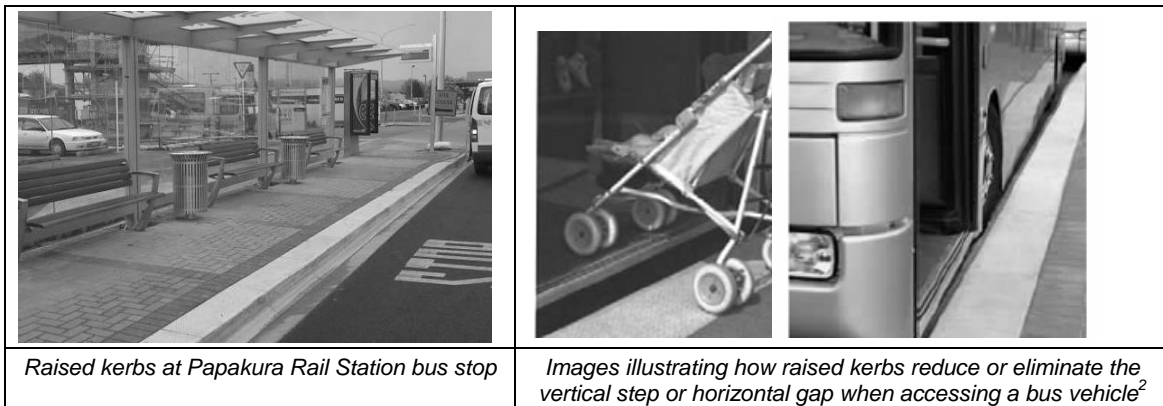 Raised kerbs at Papakura Rail Station bus stop
Images illustrating how raised kerbs reduce or eliminate the
vertical step or horizontal gap when accessing a bus vehicle2